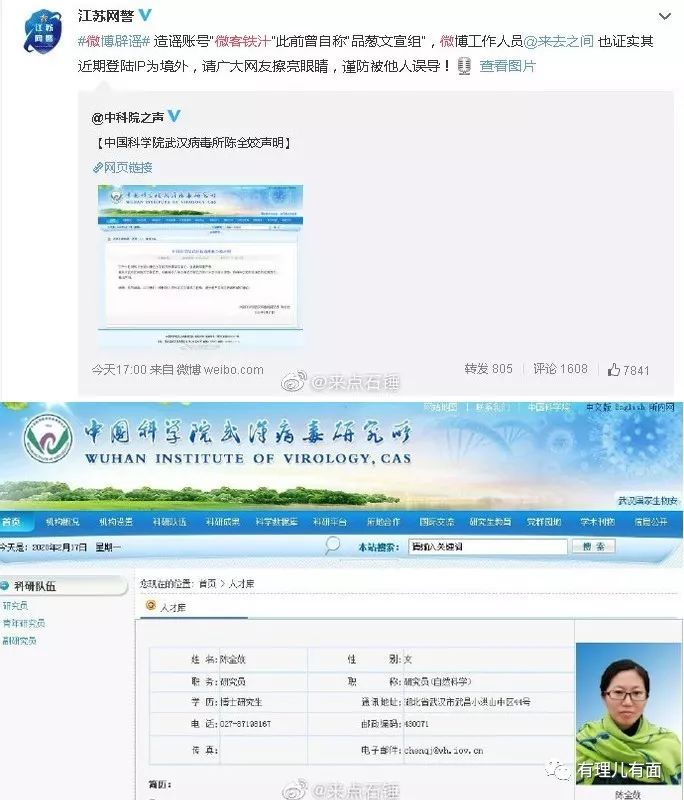 江苏网警
#微博辟谣# 造谣账号"微客铁汁"此前曾自称"品葱文宣组"，微博工作人员@来去之间 也证实其
近期登陆IP为境外，请广大网友擦亮眼睛，谨防被他人误导！ 查看图片
@中科院之声
【中国科学院武汉病毒所陈全姣声明】
网页链接
今天17:00 来自 微博 weibo.com
转发 805 评论 1608 7841
@来点石锤
网站地图 | 联系我们 | 中国科学院 中文版 English 所内网
中国科学院武汉病毒研究所
WUHAN INSTITUTE OF VIROLOGY, CAS
武汉国家生物安
首页 机构概况 机构设置 科研队伍 科研成果 科学数据库 科研平台 所地合作 国际交流 研究生教育 党群园地 学术刊物 信息公开
今天是：2020年2月17日 星期一 本站搜索： 请输入关键词 搜索
科研队伍
研究员
青年研究员
副研究员
您现在的位置：首页 > 人才库
人才库
姓 名: 陈全姣 性 别: 女
职 务: 研究员 职 称: 研究员(自然科学)
学 历: 博士研究生 通讯地址: 湖北省武汉市武昌小洪山中区44号
电 话: 027-87198167 邮政编码: 430071
传 真: 电子邮件: chenqj@wh.iov.cn
简历：
陈全姣
有理儿有面
@来点石锤